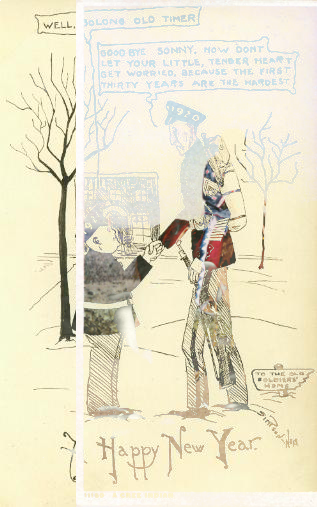 WELL, SOLONG OLD TIMER
GOOD-BYE SONNY, NOW DON'T
LET YOUR LITTLE, TENDER HEART
GET WORRIED, BECAUSE THE FIRST
THIRTY YEARS ARE THE HARDEST.
1920
TO THE OLD
SOLDIERS'
HOME
Happy New Year.